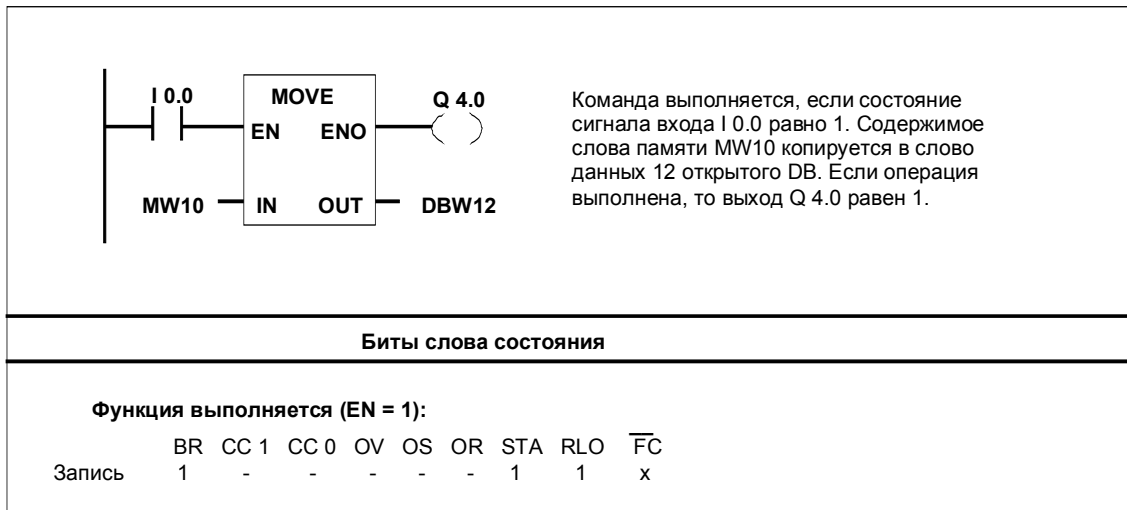 I 0.0
MOVE
Q 4.0
EN ENO
MW10
IN OUT
DBW12
Команда выполняется, если состояние
сигнала входа I 0.0 равно 1. Содержимое
слова памяти MW10 копируется в слово
данных 12 открытого DB. Если операция
выполнена, то выход Q 4.0 равен 1.
Биты слова состояния
Функция выполняется (EN = 1):
BR CC 1 CC 0 OV OS OR STA RLO F̅C̅
Запись 1 - - - - - 1 1 x